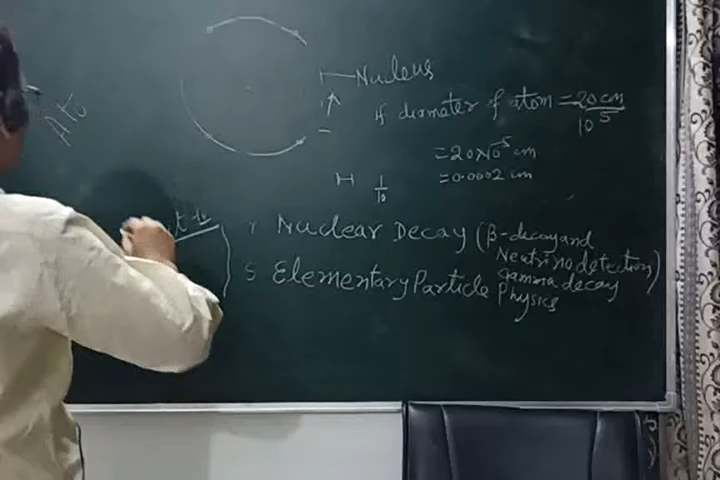 Nucleus
If diameter of atom = 20 cm / 10^5
= 20×10^-5 cm
= 0.0002 cm
H 1/10
Nuclear Decay (β-decay and
Neutrino detection)
Gamma decay
5 Elementary Particle Physics